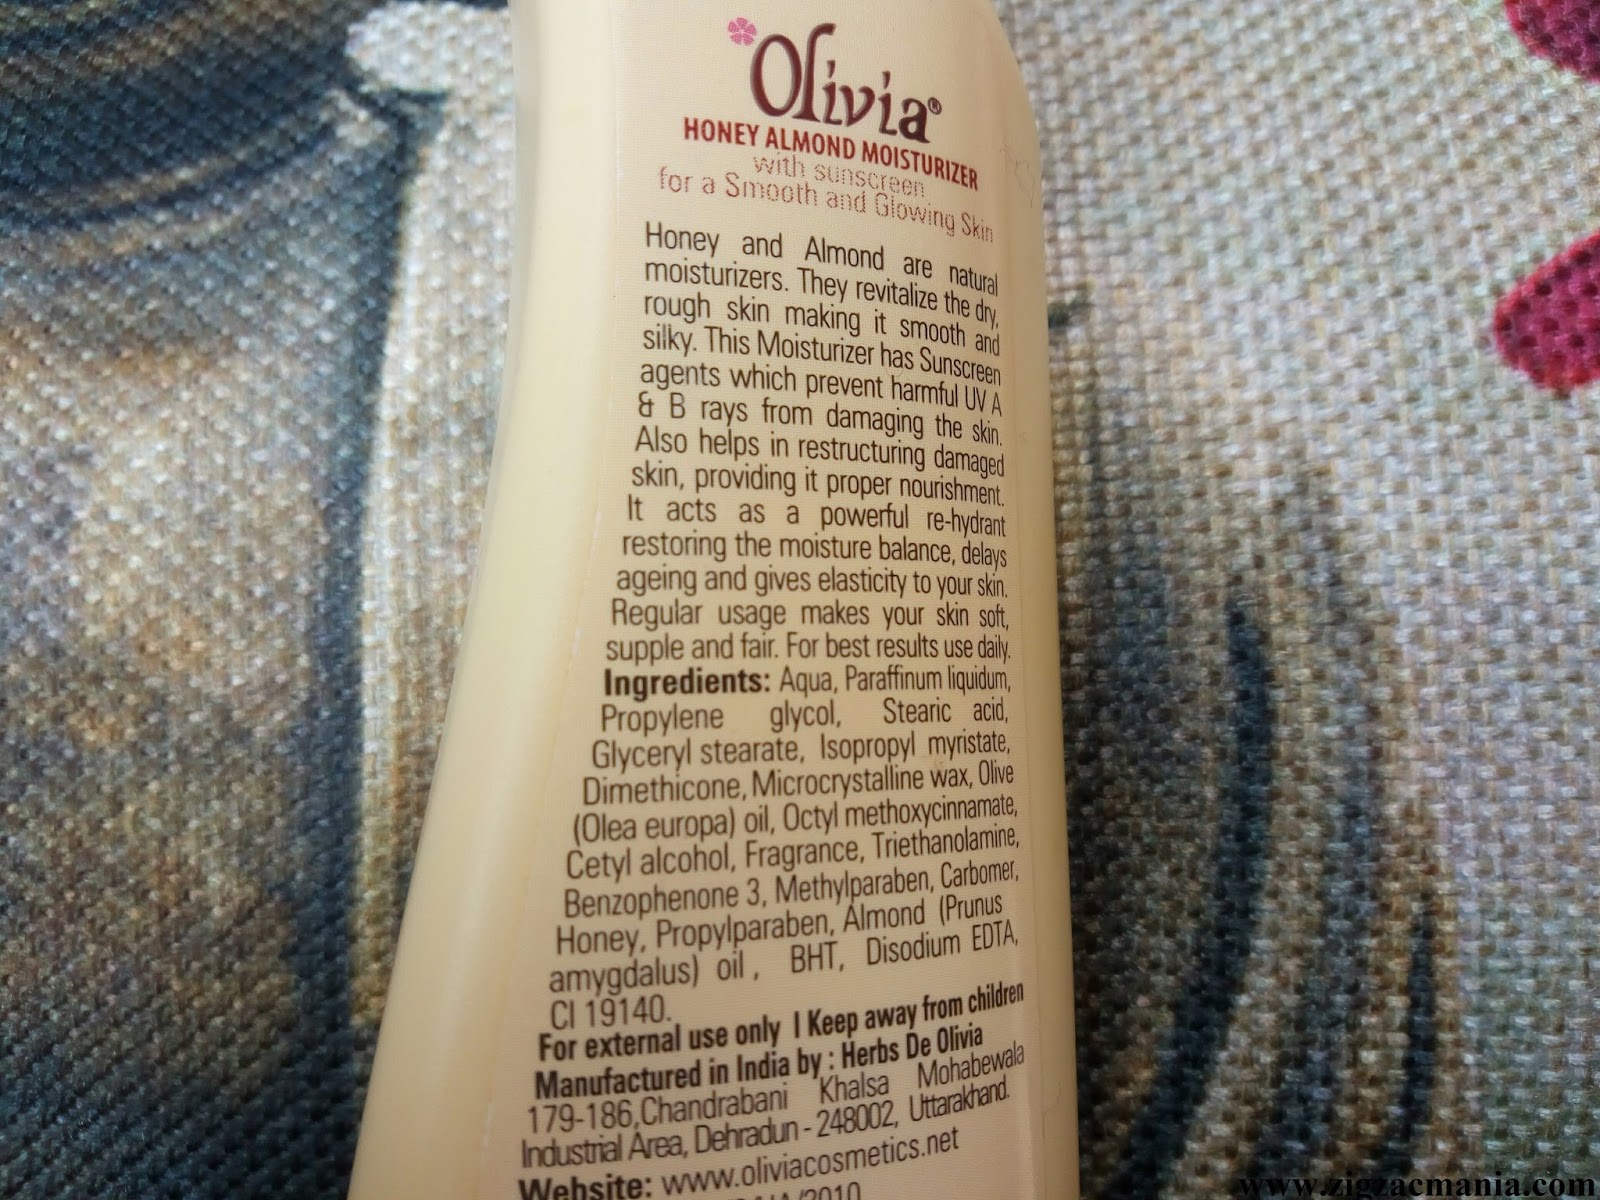 Olivia®
HONEY ALMOND MOISTURIZER
with sunscreen
for a Smooth and Glowing Skin
Honey and Almond are natural
moisturizers. They revitalize the dry,
rough skin making it smooth and
silky. This Moisturizer has Sunscreen
agents which prevent harmful UV A
& B rays from damaging the skin.
Also helps in restructuring damaged
skin, providing it proper nourishment.
It acts as a powerful re-hydrant
restoring the moisture balance, delays
ageing and gives elasticity to your skin.
Regular usage makes your skin soft,
supple and fair. For best results use daily.
Ingredients: Aqua, Paraffinum liquidum,
Propylene glycol, Stearic acid,
Glyceryl stearate, Isopropyl myristate,
Dimethicone, Microcrystalline wax, Olive
(Olea europa) oil, Octyl methoxycinnamate,
Cetyl alcohol, Fragrance, Triethanolamine,
Benzophenone 3, Methylparaben, Carbomer,
Honey, Propylparaben, Almond (Prunus
amygdalus) oil , BHT, Disodium EDTA,
CI 19140.
For external use only | Keep away from children
Manufactured in India by : Herbs De Olivia
179-186,Chandrabani Khalsa Mohabewala
Industrial Area, Dehradun - 248002, Uttarakhand.
Website: www.oliviacosmetics.net
www.zigzacmania.com